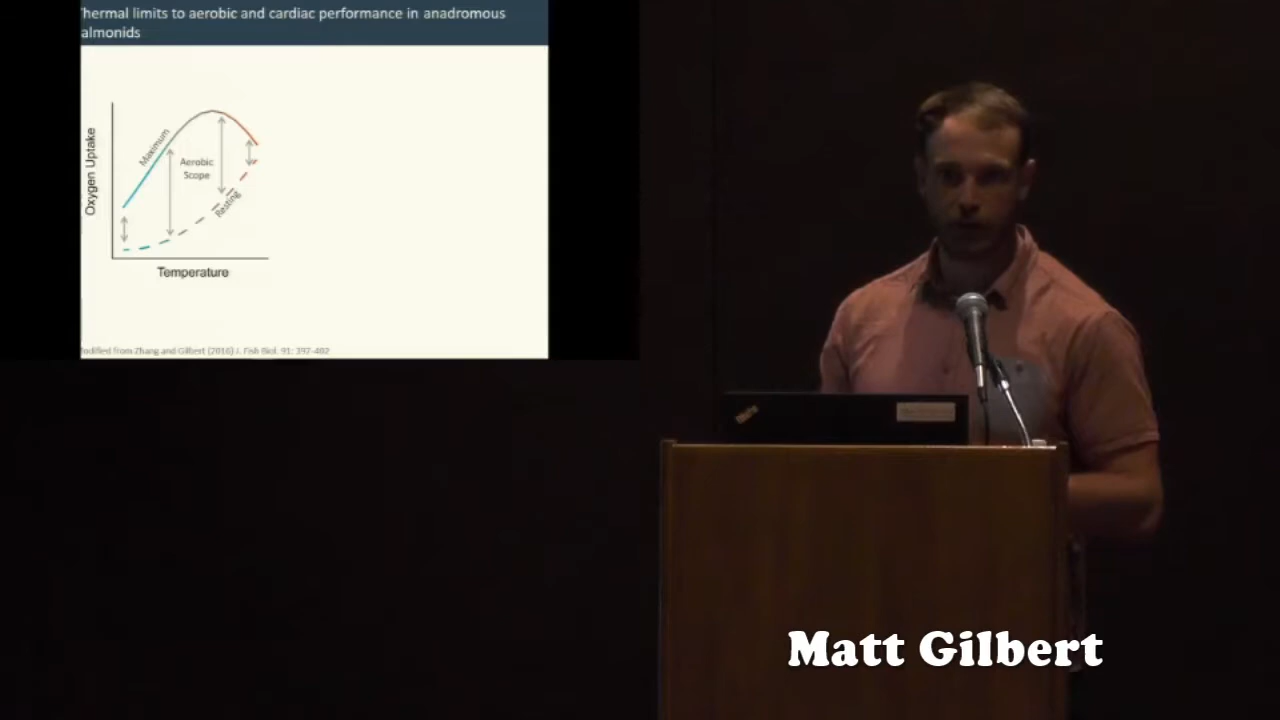 hermal limits to aerobic and cardiac performance in anadromous
almonids
Oxygen Uptake
Maximum
Aerobic
Scope
Resting
Temperature
odified from Zhang and Gilbert (2016) J. Fish Biol. 91: 397-402
Matt Gilbert